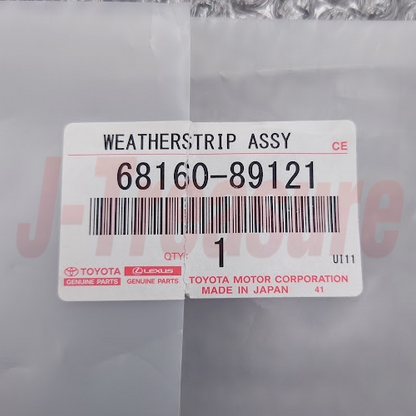 WEATHERSTRIP ASSY
CE
68160-89121
QTY: 1
UI11
TOYOTA
GENUINE PARTS
LEXUS
GENUINE PARTS
TOYOTA MOTOR CORPORATION
MADE IN JAPAN 41
J-Treasure